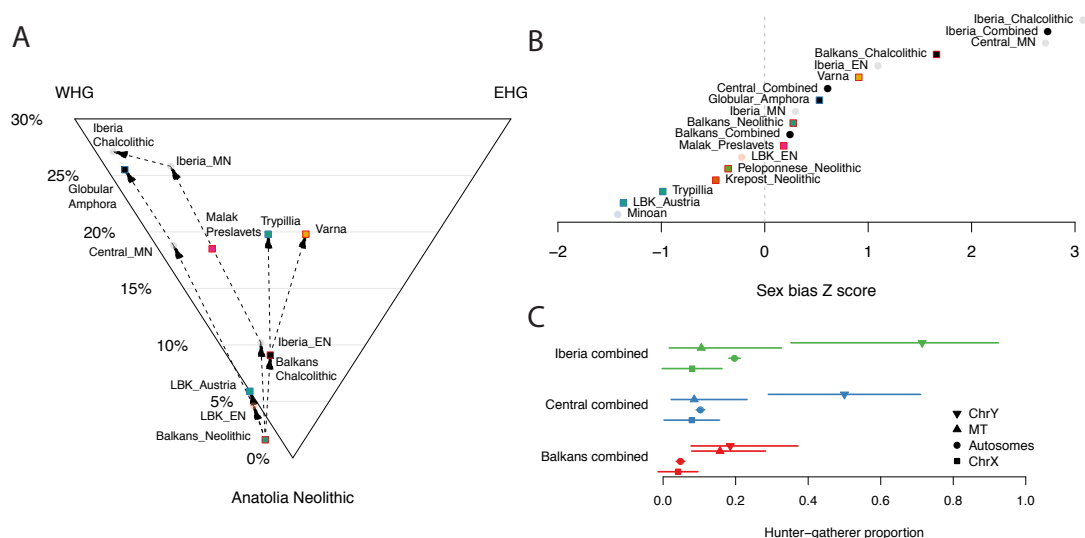 A
WHG
EHG
30%
Iberia
Chalcolithic
Iberia_MN
25%
Globular
Amphora
Malak
Preslavets
Trypillia
Varna
20%
Central_MN
15%
10%
Iberia_EN
Balkans
Chalcolithic
LBK_Austria
5%
LBK_EN
Balkans_Neolithic
0%
Anatolia Neolithic
B
Iberia_Chalcolithic
Iberia_Combined
Central_MN
Balkans_Chalcolithic
Iberia_EN
Varna
Central_Combined
Globular_Amphora
Iberia_MN
Balkans_Neolithic
Balkans_Combined
Malak_Preslavets
LBK_EN
Peloponnese_Neolithic
Krepost_Neolithic
Trypillia
LBK_Austria
Minoan
−2 −1 0 1 2 3
Sex bias Z score
C
Iberia combined
Central combined
Balkans combined
ChrY
MT
Autosomes
ChrX
0.0 0.2 0.4 0.6 0.8 1.0
Hunter−gatherer proportion